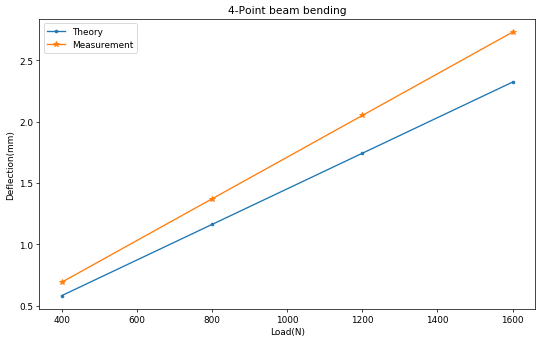 4-Point beam bending
Theory
Measurement
Deflection(mm)
2.5
2.0
1.5
1.0
0.5
400 600 800 1000 1200 1400 1600
Load(N)